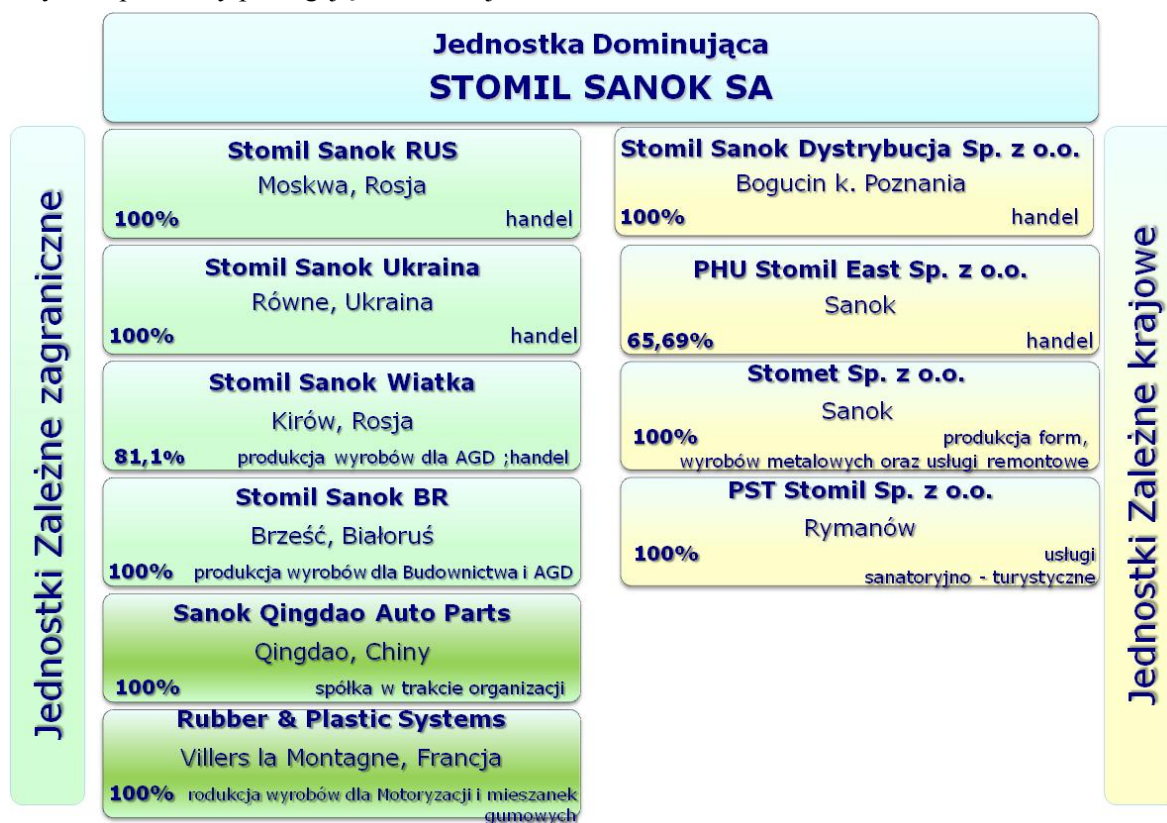 Jednostka Dominująca
STOMIL SANOK SA
Jednostki Zależne zagraniczne
Stomil Sanok RUS
Moskwa, Rosja
100% handel
Stomil Sanok Ukraina
Równe, Ukraina
100% handel
Stomil Sanok Wiatka
Kirów, Rosja
81,1% produkcja wyrobów dla AGD ;handel
Stomil Sanok BR
Brześć, Białoruś
100% produkcja wyrobów dla Budownictwa i AGD
Sanok Qingdao Auto Parts
Qingdao, Chiny
100% spółka w trakcie organizacji
Rubber & Plastic Systems
Villers la Montagne, Francja
100% rodukcja wyrobów dla Motoryzacji i mieszanek
gumowych
Stomil Sanok Dystrybucja Sp. z o.o.
Bogucin k. Poznania
100% handel
PHU Stomil East Sp. z o.o.
Sanok
65,69% handel
Stomet Sp. z o.o.
Sanok
100% produkcja form,
wyrobów metalowych oraz usługi remontowe
PST Stomil Sp. z o.o.
Rymanów
100% usługi
sanatoryjno - turystyczne
Jednostki Zależne krajowe